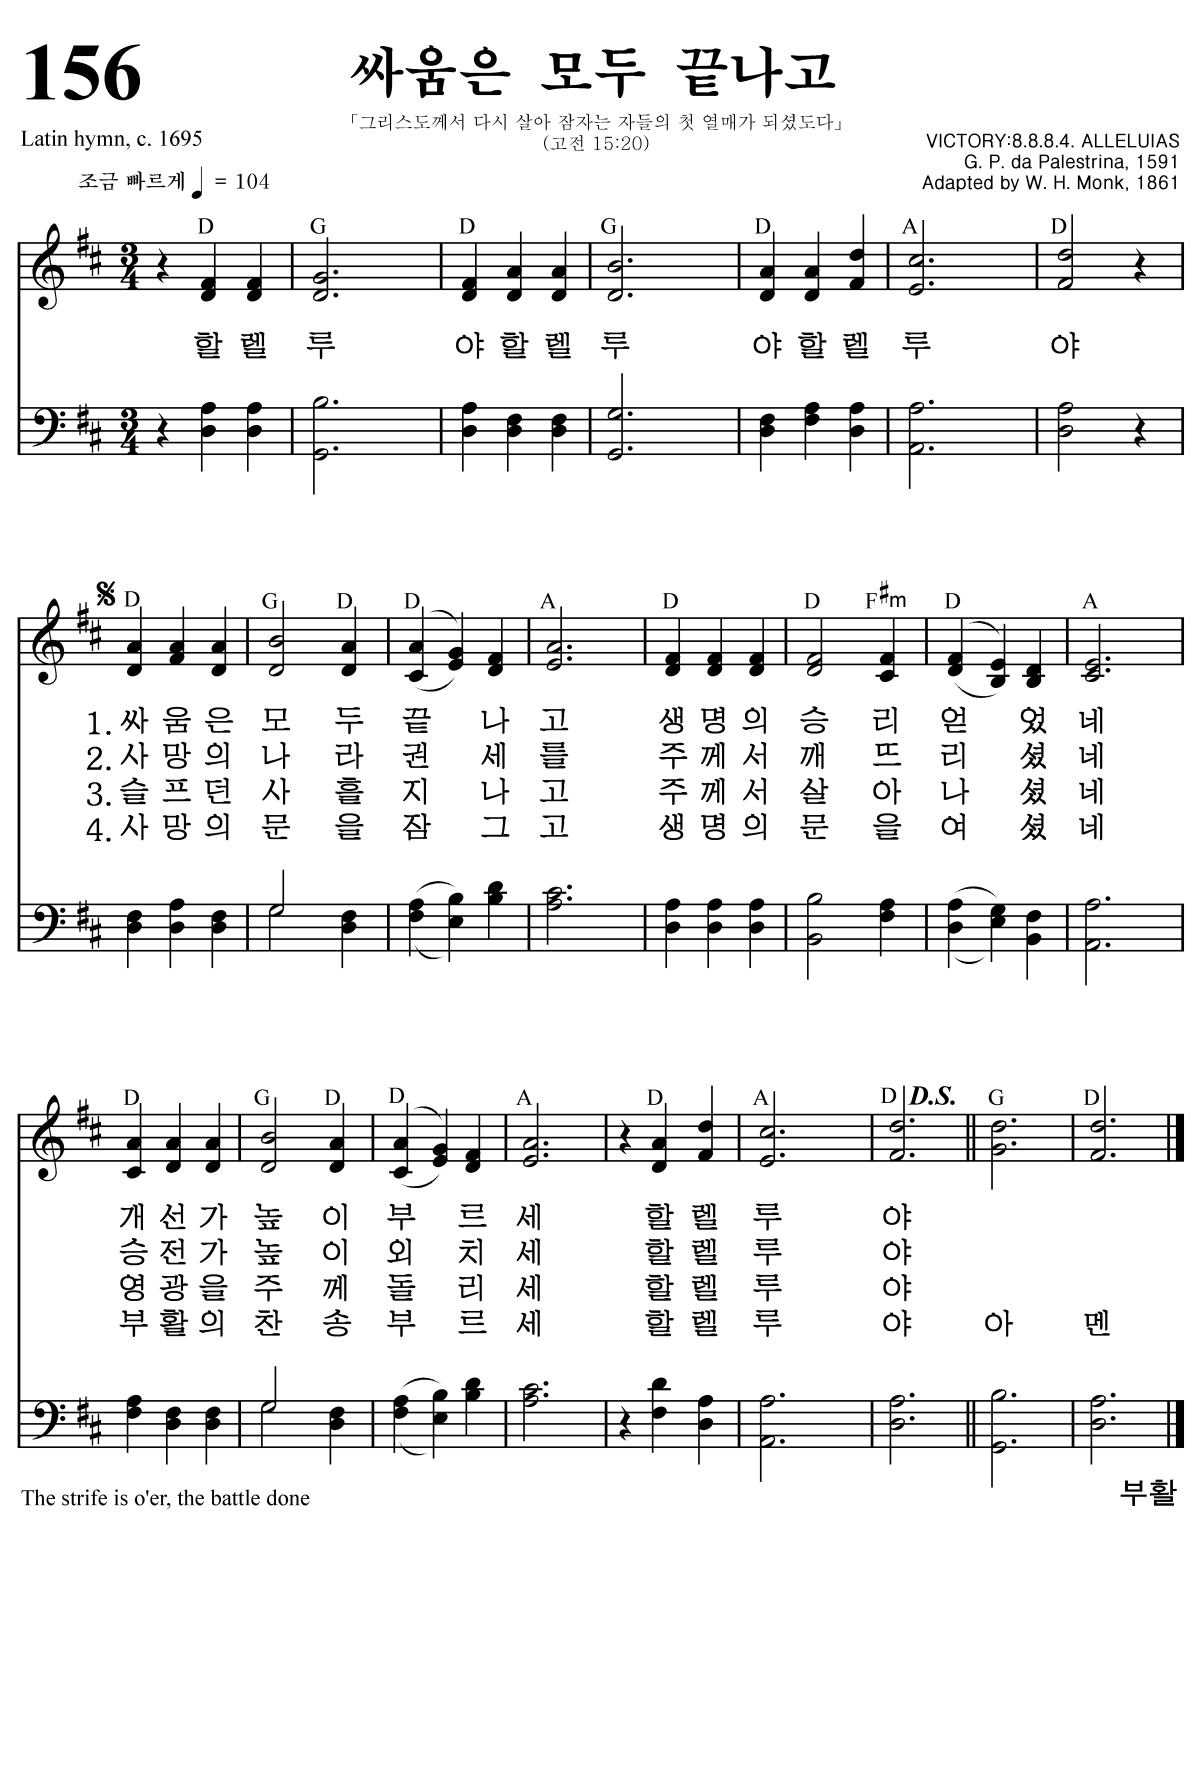 156
싸움은 모두 끝나고
「그리스도께서 다시 살아 잠자는 자들의 첫 열매가 되셨도다」
(고전 15:20)
Latin hymn, c. 1695
VICTORY:8.8.8.4. ALLELUIAS
G. P. da Palestrina, 1591
Adapted by W. H. Monk, 1861
조금 빠르게 ♩ = 104
D G D G D A D
3 4
할 렐 루 야 할 렐 루 야 할 렐 루 야
3 4
D G D D A D D F#m D A
1. 싸 움 은 모 두 끝 나 고 생 명 의 승 리 얻 었 네
2. 사 망 의 나 라 권 세 를 주 께 서 깨 뜨 리 셨 네
3. 슬 프 던 사 흘 지 나 고 주 께 서 살 아 나 셨 네
4. 사 망 의 문 을 잠 그 고 생 명 의 문 을 여 셨 네
D G D D A D A D D.S. G D
개 선 가 높 이 부 르 세 할 렐 루 야
승 전 가 높 이 외 치 세 할 렐 루 야
영 광 을 주 께 돌 리 세 할 렐 루 야
부 활 의 찬 송 부 르 세 할 렐 루 야 아 멘
The strife is o'er, the battle done
부활